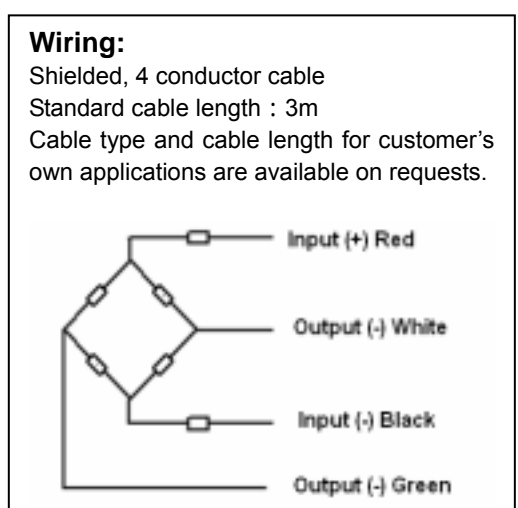 Wiring:
Shielded, 4 conductor cable
Standard cable length : 3m
Cable type and cable length for customer's
own applications are available on requests.
Input (+) Red
Output (-) White
Input (-) Black
Output (-) Green